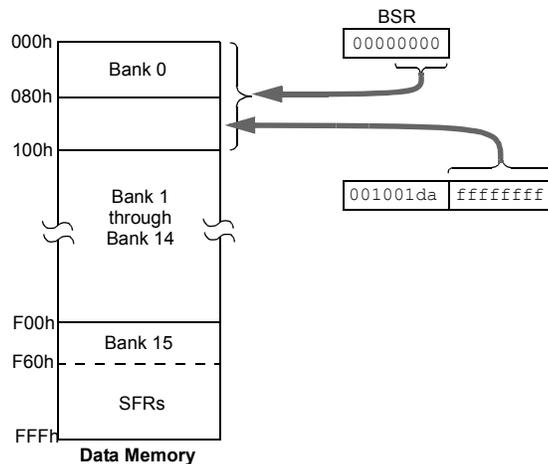 BSR
000h
00000000
Bank 0
080h
100h
Bank 1
through
Bank 14
001001da ffffffff
F00h
Bank 15
F60h
SFRs
FFFh
Data Memory